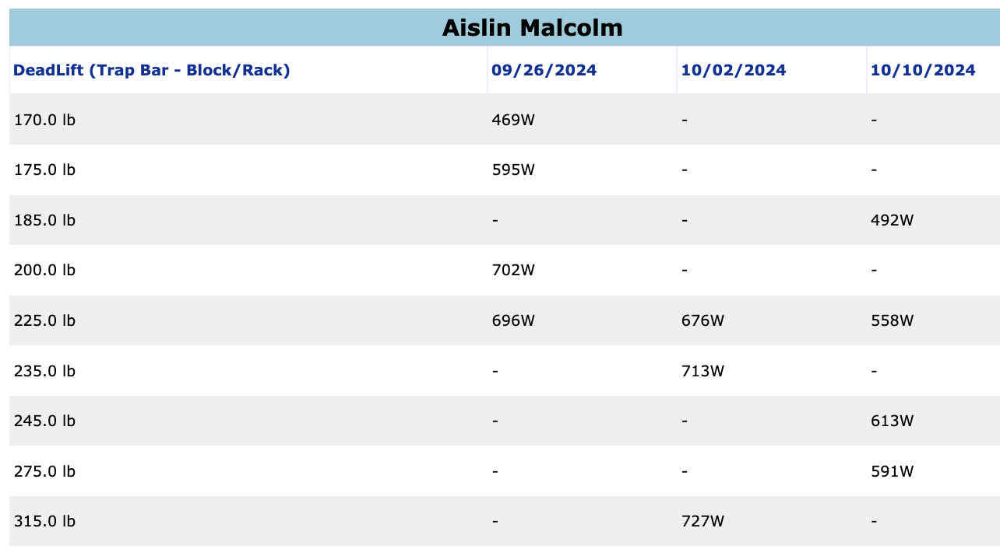 Aislin Malcolm
DeadLift (Trap Bar - Block/Rack) 09/26/2024 10/02/2024 10/10/2024
170.0 lb 469W - -
175.0 lb 595W - -
185.0 lb - - 492W
200.0 lb 702W - -
225.0 lb 696W 676W 558W
235.0 lb - 713W -
245.0 lb - - 613W
275.0 lb - - 591W
315.0 lb - 727W -